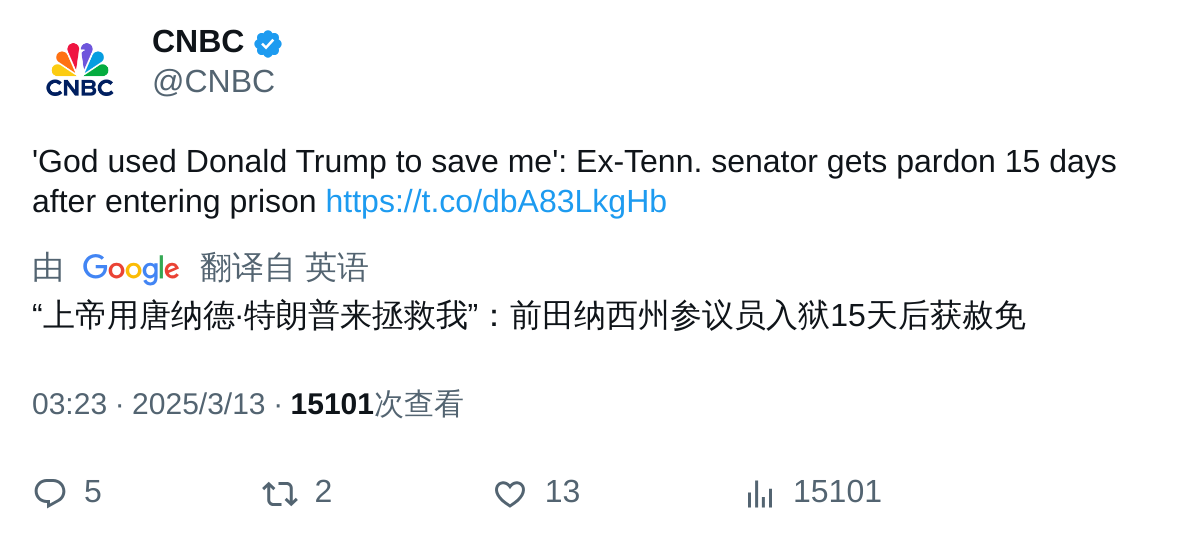 CNBC
CNBC
@CNBC
'God used Donald Trump to save me': Ex-Tenn. senator gets pardon 15 days
after entering prison https://t.co/dbA83LkgHb
由 Google 翻译自 英语
“上帝用唐纳德·特朗普来拯救我”：前田纳西州参议员入狱15天后获赦免
03:23 · 2025/3/13 · 15101次查看
5 2 13 15101